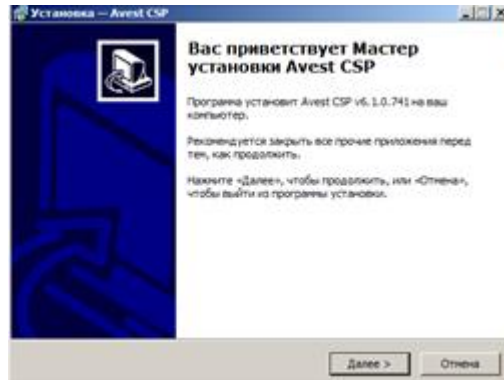 Установка — Avest CSP
Вас приветствует Мастер
установки Avest CSP
Программа установит Avest CSP v6.1.0.741 на ваш
компьютер.
Рекомендуется закрыть все прочие приложения перед
тем, как продолжить.
Нажмите «Далее», чтобы продолжить, или «Отмена»,
чтобы выйти из программы установки.
Далее > Отмена